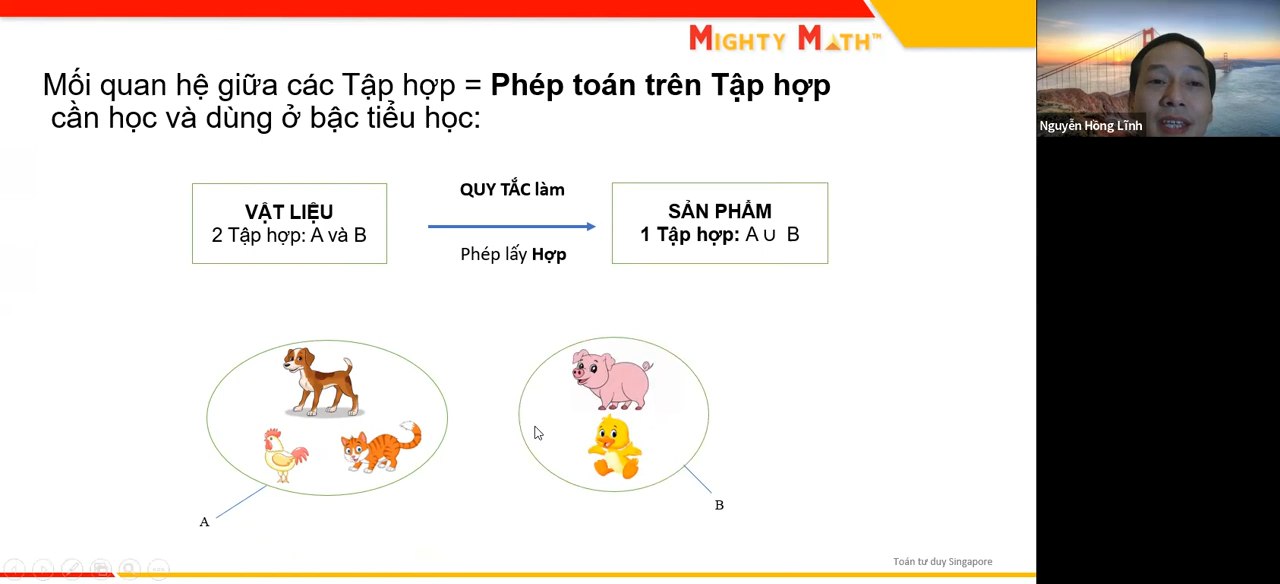 MIGHTY MATH™
Mối quan hệ giữa các Tập hợp = Phép toán trên Tập hợp
cần học và dùng ở bậc tiểu học:
Nguyễn Hồng Lĩnh
VẬT LIỆU
2 Tập hợp: A và B
QUY TẮC làm
Phép lấy Hợp
SẢN PHẨM
1 Tập hợp: A ∪ B
A
B
Toán tư duy Singapore